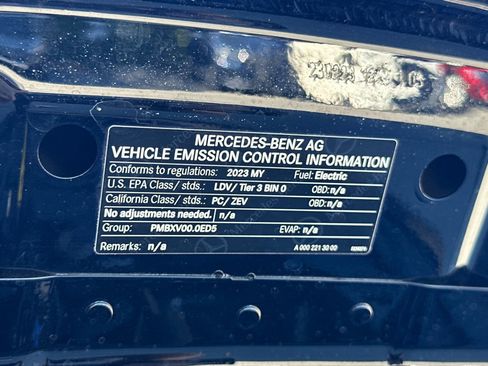 MERCEDES-BENZ AG
VEHICLE EMISSION CONTROL INFORMATION
Conforms to regulations: 2023 MY Fuel: Electric
U.S. EPA Class/ stds.: LDV/ Tier 3 BIN 0 OBD: n/a
California Class/ stds.: PC/ ZEV OBD: n/a
No adjustments needed. n/a
Group: PMBXV00.0ED5 EVAP: n/a
Remarks: n/a A 000 221 30 00